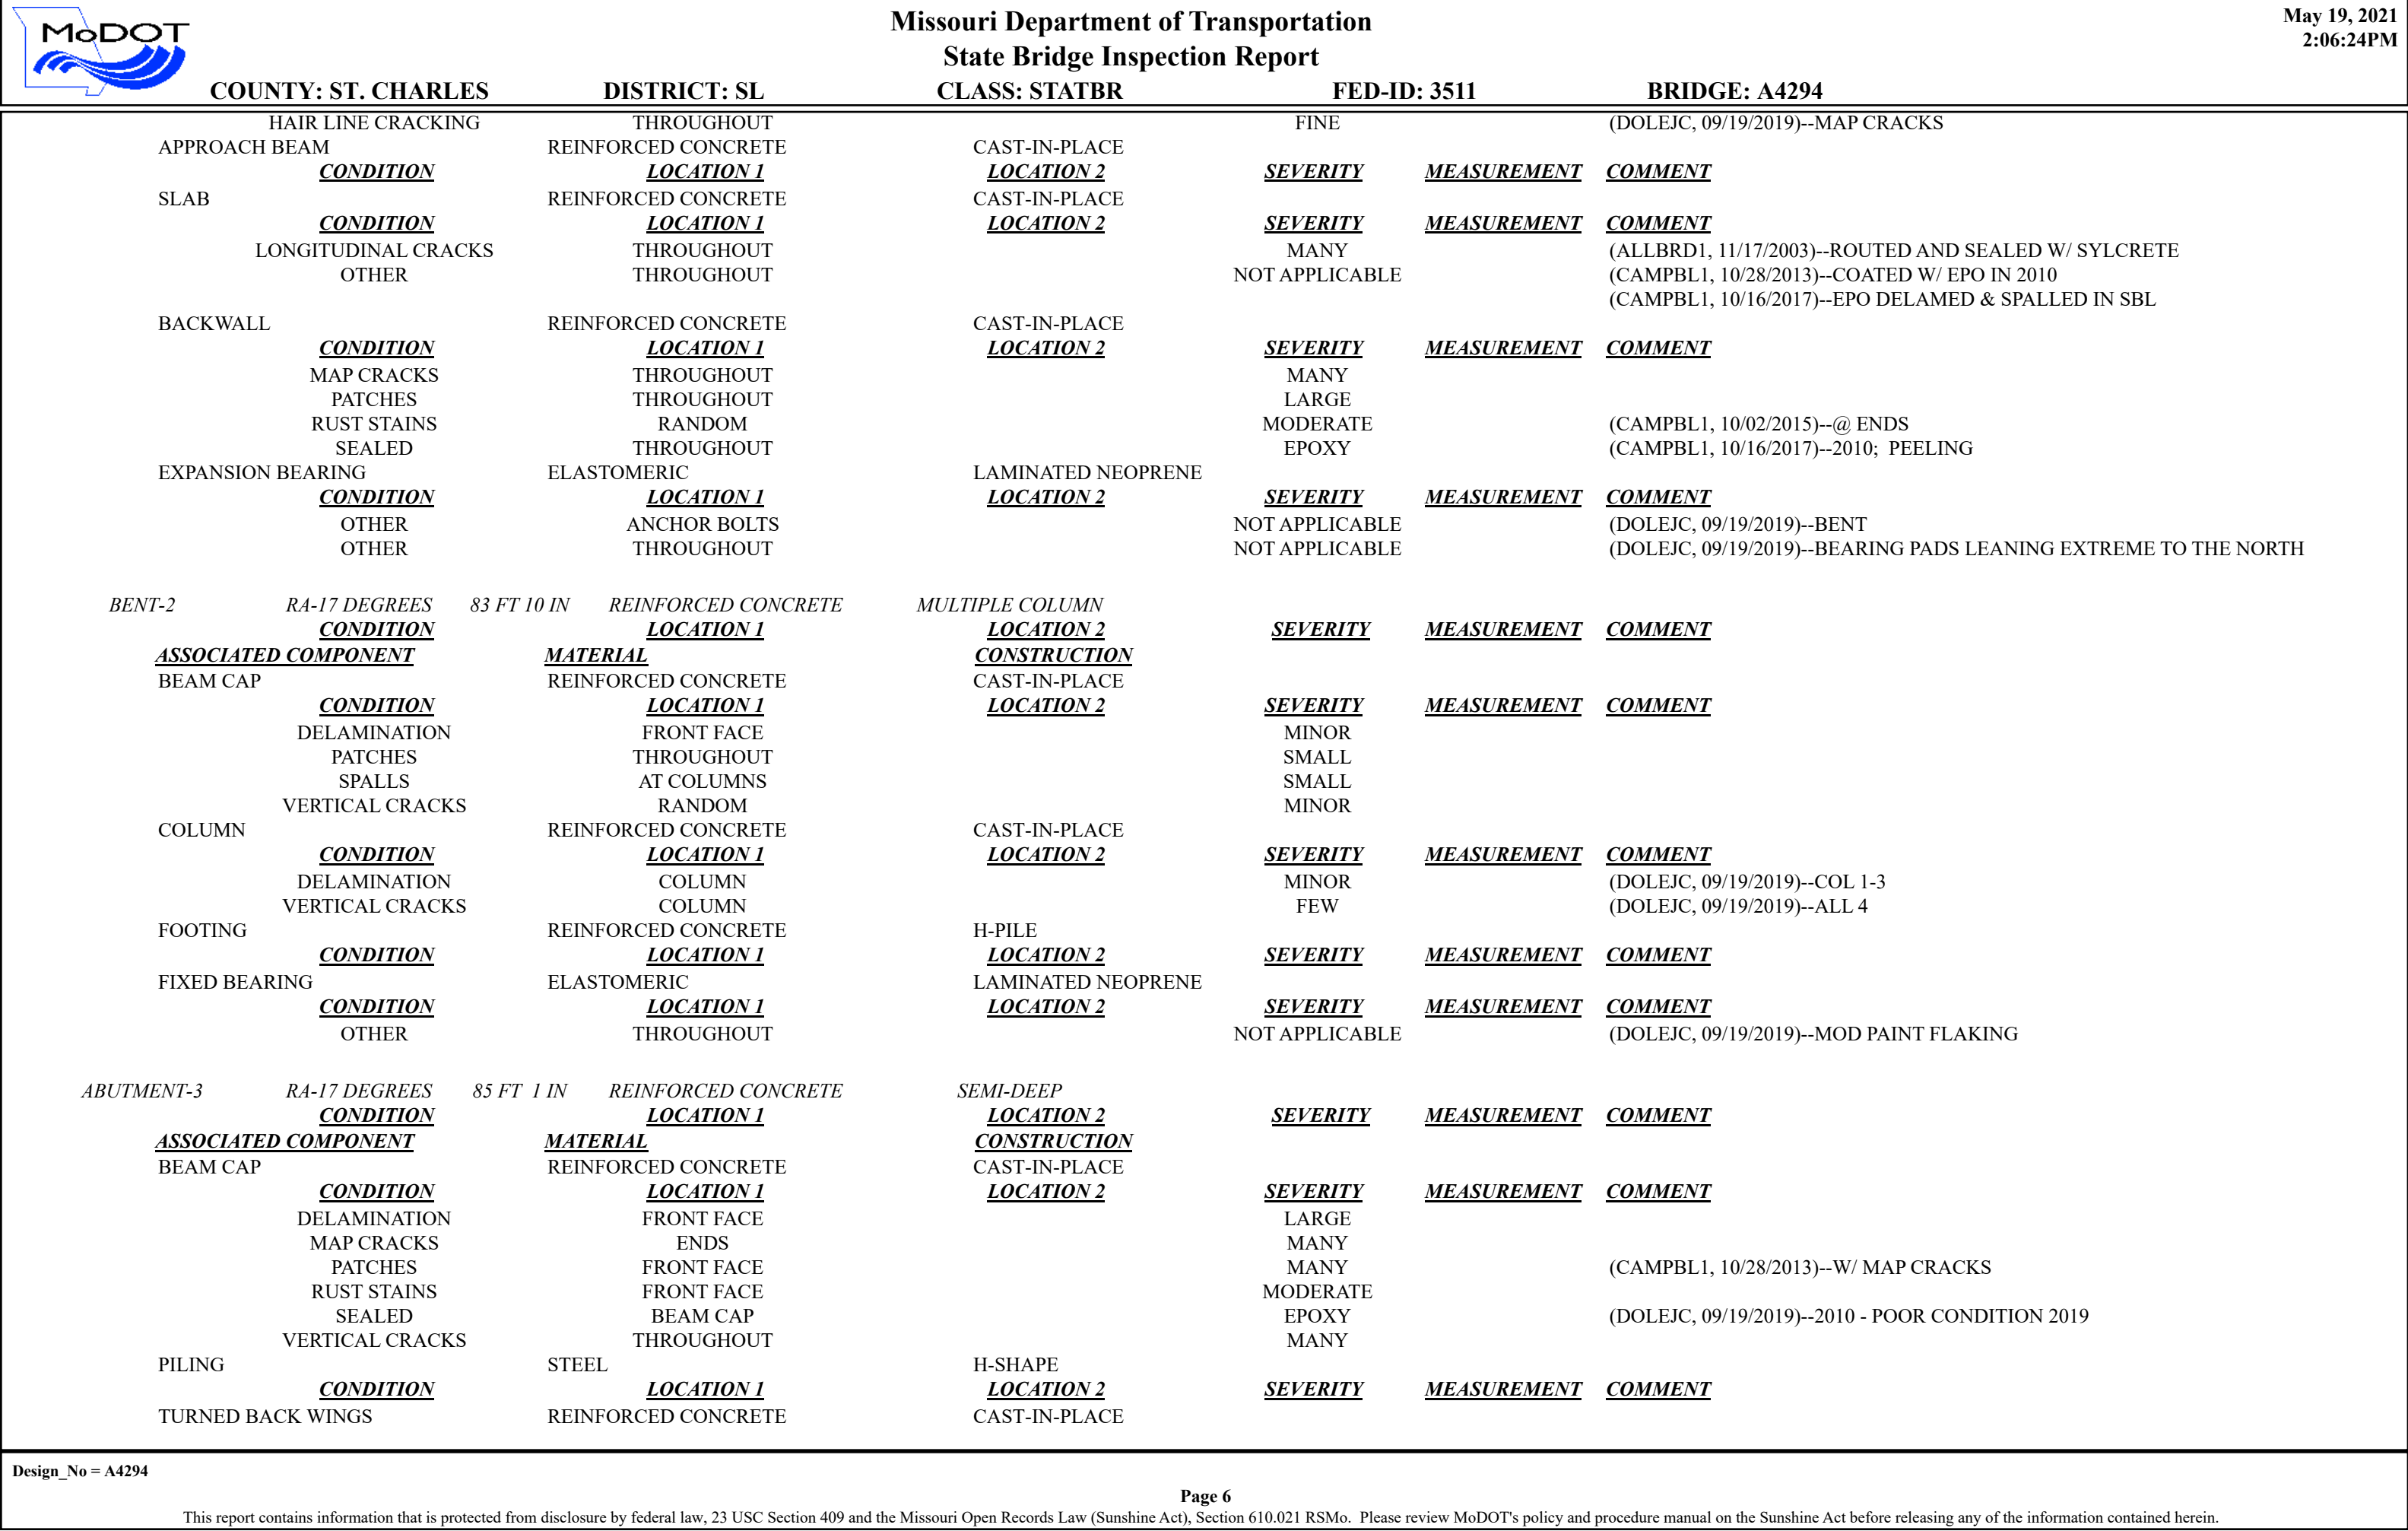 MoDOT
Missouri Department of Transportation
State Bridge Inspection Report
May 19, 2021
2:06:24PM
COUNTY: ST. CHARLES DISTRICT: SL CLASS: STATBR FED-ID: 3511 BRIDGE: A4294
HAIR LINE CRACKING THROUGHOUT FINE (DOLEJC, 09/19/2019)--MAP CRACKS
APPROACH BEAM REINFORCED CONCRETE CAST-IN-PLACE
CONDITION LOCATION 1 LOCATION 2 SEVERITY MEASUREMENT COMMENT
SLAB REINFORCED CONCRETE CAST-IN-PLACE
CONDITION LOCATION 1 LOCATION 2 SEVERITY MEASUREMENT COMMENT
LONGITUDINAL CRACKS THROUGHOUT MANY (ALLBRD1, 11/17/2003)--ROUTED AND SEALED W/ SYLCRETE
OTHER THROUGHOUT NOT APPLICABLE (CAMPBL1, 10/28/2013)--COATED W/ EPO IN 2010
(CAMPBL1, 10/16/2017)--EPO DELAMED & SPALLED IN SBL
BACKWALL REINFORCED CONCRETE CAST-IN-PLACE
CONDITION LOCATION 1 LOCATION 2 SEVERITY MEASUREMENT COMMENT
MAP CRACKS THROUGHOUT MANY
PATCHES THROUGHOUT LARGE
RUST STAINS RANDOM MODERATE (CAMPBL1, 10/02/2015)--@ ENDS
SEALED THROUGHOUT EPOXY (CAMPBL1, 10/16/2017)--2010; PEELING
EXPANSION BEARING ELASTOMERIC LAMINATED NEOPRENE
CONDITION LOCATION 1 LOCATION 2 SEVERITY MEASUREMENT COMMENT
OTHER ANCHOR BOLTS NOT APPLICABLE (DOLEJC, 09/19/2019)--BENT
OTHER THROUGHOUT NOT APPLICABLE (DOLEJC, 09/19/2019)--BEARING PADS LEANING EXTREME TO THE NORTH
BENT-2 RA-17 DEGREES 83 FT 10 IN REINFORCED CONCRETE MULTIPLE COLUMN
CONDITION LOCATION 1 LOCATION 2 SEVERITY MEASUREMENT COMMENT
ASSOCIATED COMPONENT MATERIAL CONSTRUCTION
BEAM CAP REINFORCED CONCRETE CAST-IN-PLACE
CONDITION LOCATION 1 LOCATION 2 SEVERITY MEASUREMENT COMMENT
DELAMINATION FRONT FACE MINOR
PATCHES THROUGHOUT SMALL
SPALLS AT COLUMNS SMALL
VERTICAL CRACKS RANDOM MINOR
COLUMN REINFORCED CONCRETE CAST-IN-PLACE
CONDITION LOCATION 1 LOCATION 2 SEVERITY MEASUREMENT COMMENT
DELAMINATION COLUMN MINOR (DOLEJC, 09/19/2019)--COL 1-3
VERTICAL CRACKS COLUMN FEW (DOLEJC, 09/19/2019)--ALL 4
FOOTING REINFORCED CONCRETE H-PILE
CONDITION LOCATION 1 LOCATION 2 SEVERITY MEASUREMENT COMMENT
FIXED BEARING ELASTOMERIC LAMINATED NEOPRENE
CONDITION LOCATION 1 LOCATION 2 SEVERITY MEASUREMENT COMMENT
OTHER THROUGHOUT NOT APPLICABLE (DOLEJC, 09/19/2019)--MOD PAINT FLAKING
ABUTMENT-3 RA-17 DEGREES 85 FT 1 IN REINFORCED CONCRETE SEMI-DEEP
CONDITION LOCATION 1 LOCATION 2 SEVERITY MEASUREMENT COMMENT
ASSOCIATED COMPONENT MATERIAL CONSTRUCTION
BEAM CAP REINFORCED CONCRETE CAST-IN-PLACE
CONDITION LOCATION 1 LOCATION 2 SEVERITY MEASUREMENT COMMENT
DELAMINATION FRONT FACE LARGE
MAP CRACKS ENDS MANY
PATCHES FRONT FACE MANY (CAMPBL1, 10/28/2013)--W/ MAP CRACKS
RUST STAINS FRONT FACE MODERATE
SEALED BEAM CAP EPOXY (DOLEJC, 09/19/2019)--2010 - POOR CONDITION 2019
VERTICAL CRACKS THROUGHOUT MANY
PILING STEEL H-SHAPE
CONDITION LOCATION 1 LOCATION 2 SEVERITY MEASUREMENT COMMENT
TURNED BACK WINGS REINFORCED CONCRETE CAST-IN-PLACE
Design_No = A4294
Page 6
This report contains information that is protected from disclosure by federal law, 23 USC Section 409 and the Missouri Open Records Law (Sunshine Act), Section 610.021 RSMo. Please review MoDOT's policy and procedure manual on the Sunshine Act before releasing any of the information contained herein.